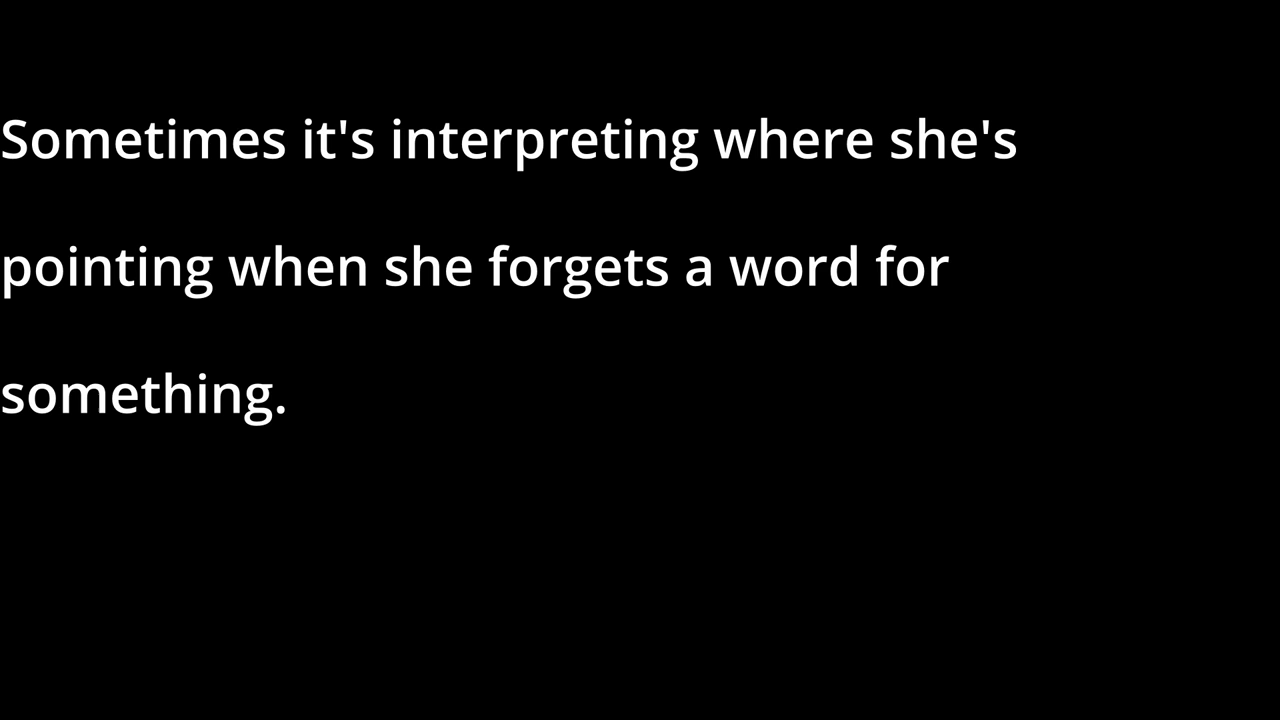 Sometimes it's interpreting where she's
pointing when she forgets a word for
something.